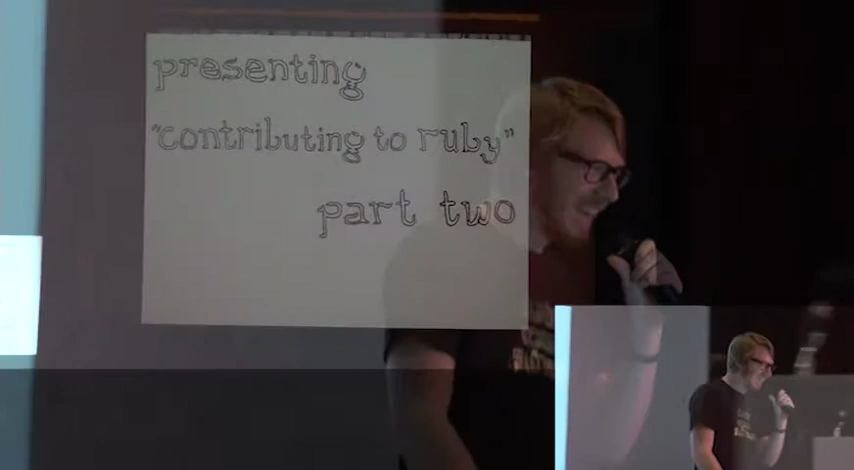 presenting
"contributing to ruby"
part two